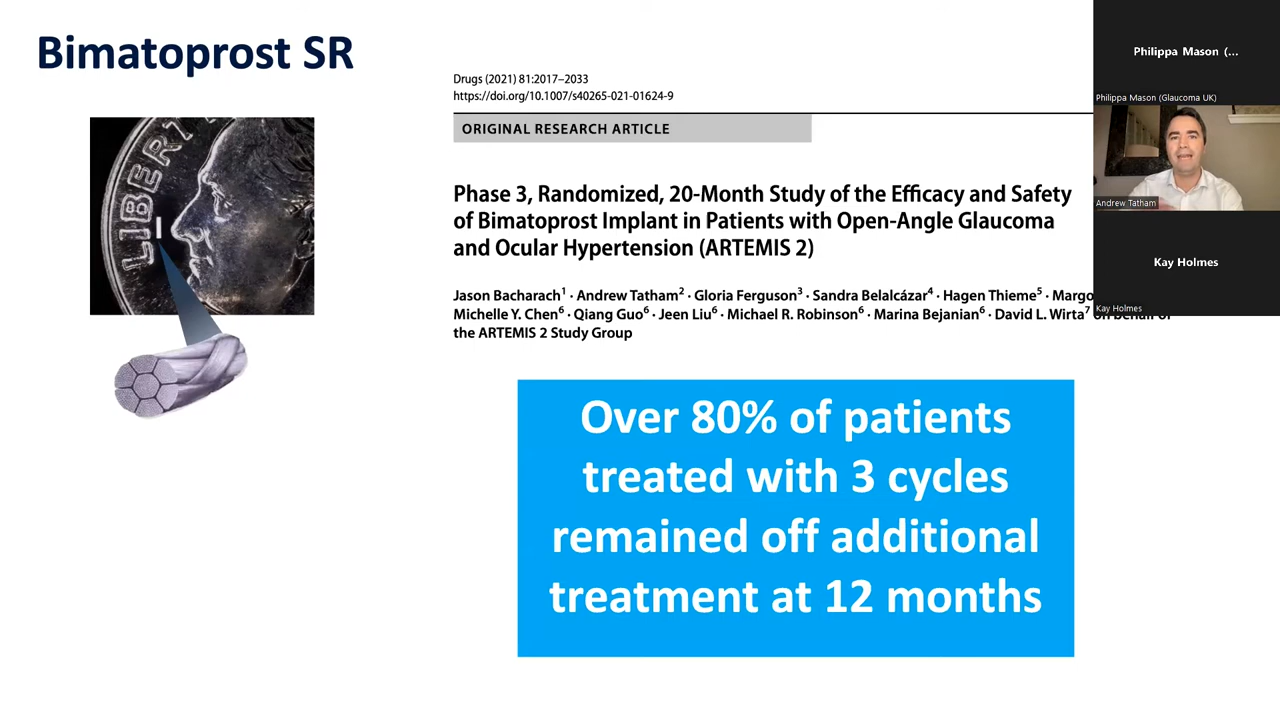 Bimatoprost SR
LIBERT
Drugs (2021) 81:2017–2033
https://doi.org/10.1007/s40265-021-01624-9
ORIGINAL RESEARCH ARTICLE
Phase 3, Randomized, 20-Month Study of the Efficacy and Safety
of Bimatoprost Implant in Patients with Open-Angle Glaucoma
and Ocular Hypertension (ARTEMIS 2)
Jason Bacharach1 · Andrew Tatham2 · Gloria Ferguson3 · Sandra Belalcázar4 · Hagen Thieme5 · Margo
Michelle Y. Chen6 · Qiang Guo6 · Jeen Liu6 · Michael R. Robinson6 · Marina Bejanian6 · David L. Wirta7 on behalf of
the ARTEMIS 2 Study Group
Over 80% of patients
treated with 3 cycles
remained off additional
treatment at 12 months
Philippa Mason (...
Philippa Mason (Glaucoma UK)
Andrew Tatham
Kay Holmes
Kay Holmes